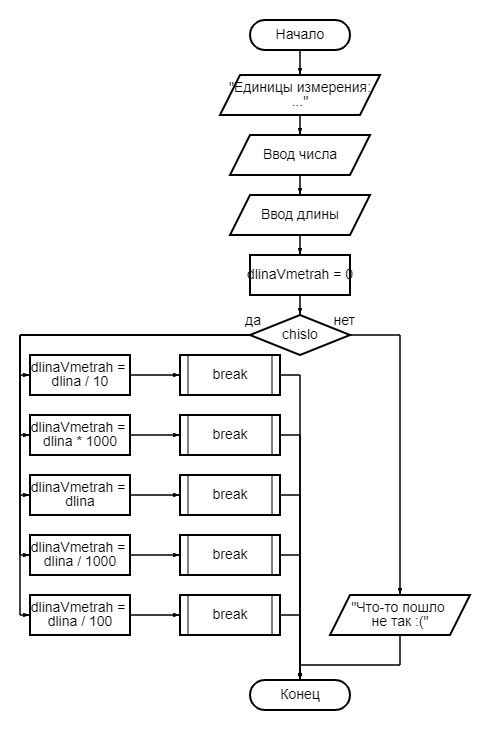 Начало
"Единицы измерения:
..."
Ввод числа
Ввод длины
dlinaVmetrah = 0
да
нет
chislo
dlinaVmetrah =
dlina / 10
break
dlinaVmetrah =
dlina * 1000
break
dlinaVmetrah =
dlina
break
dlinaVmetrah =
dlina / 1000
break
dlinaVmetrah =
dlina / 100
break
"Что-то пошло
не так :("
Конец